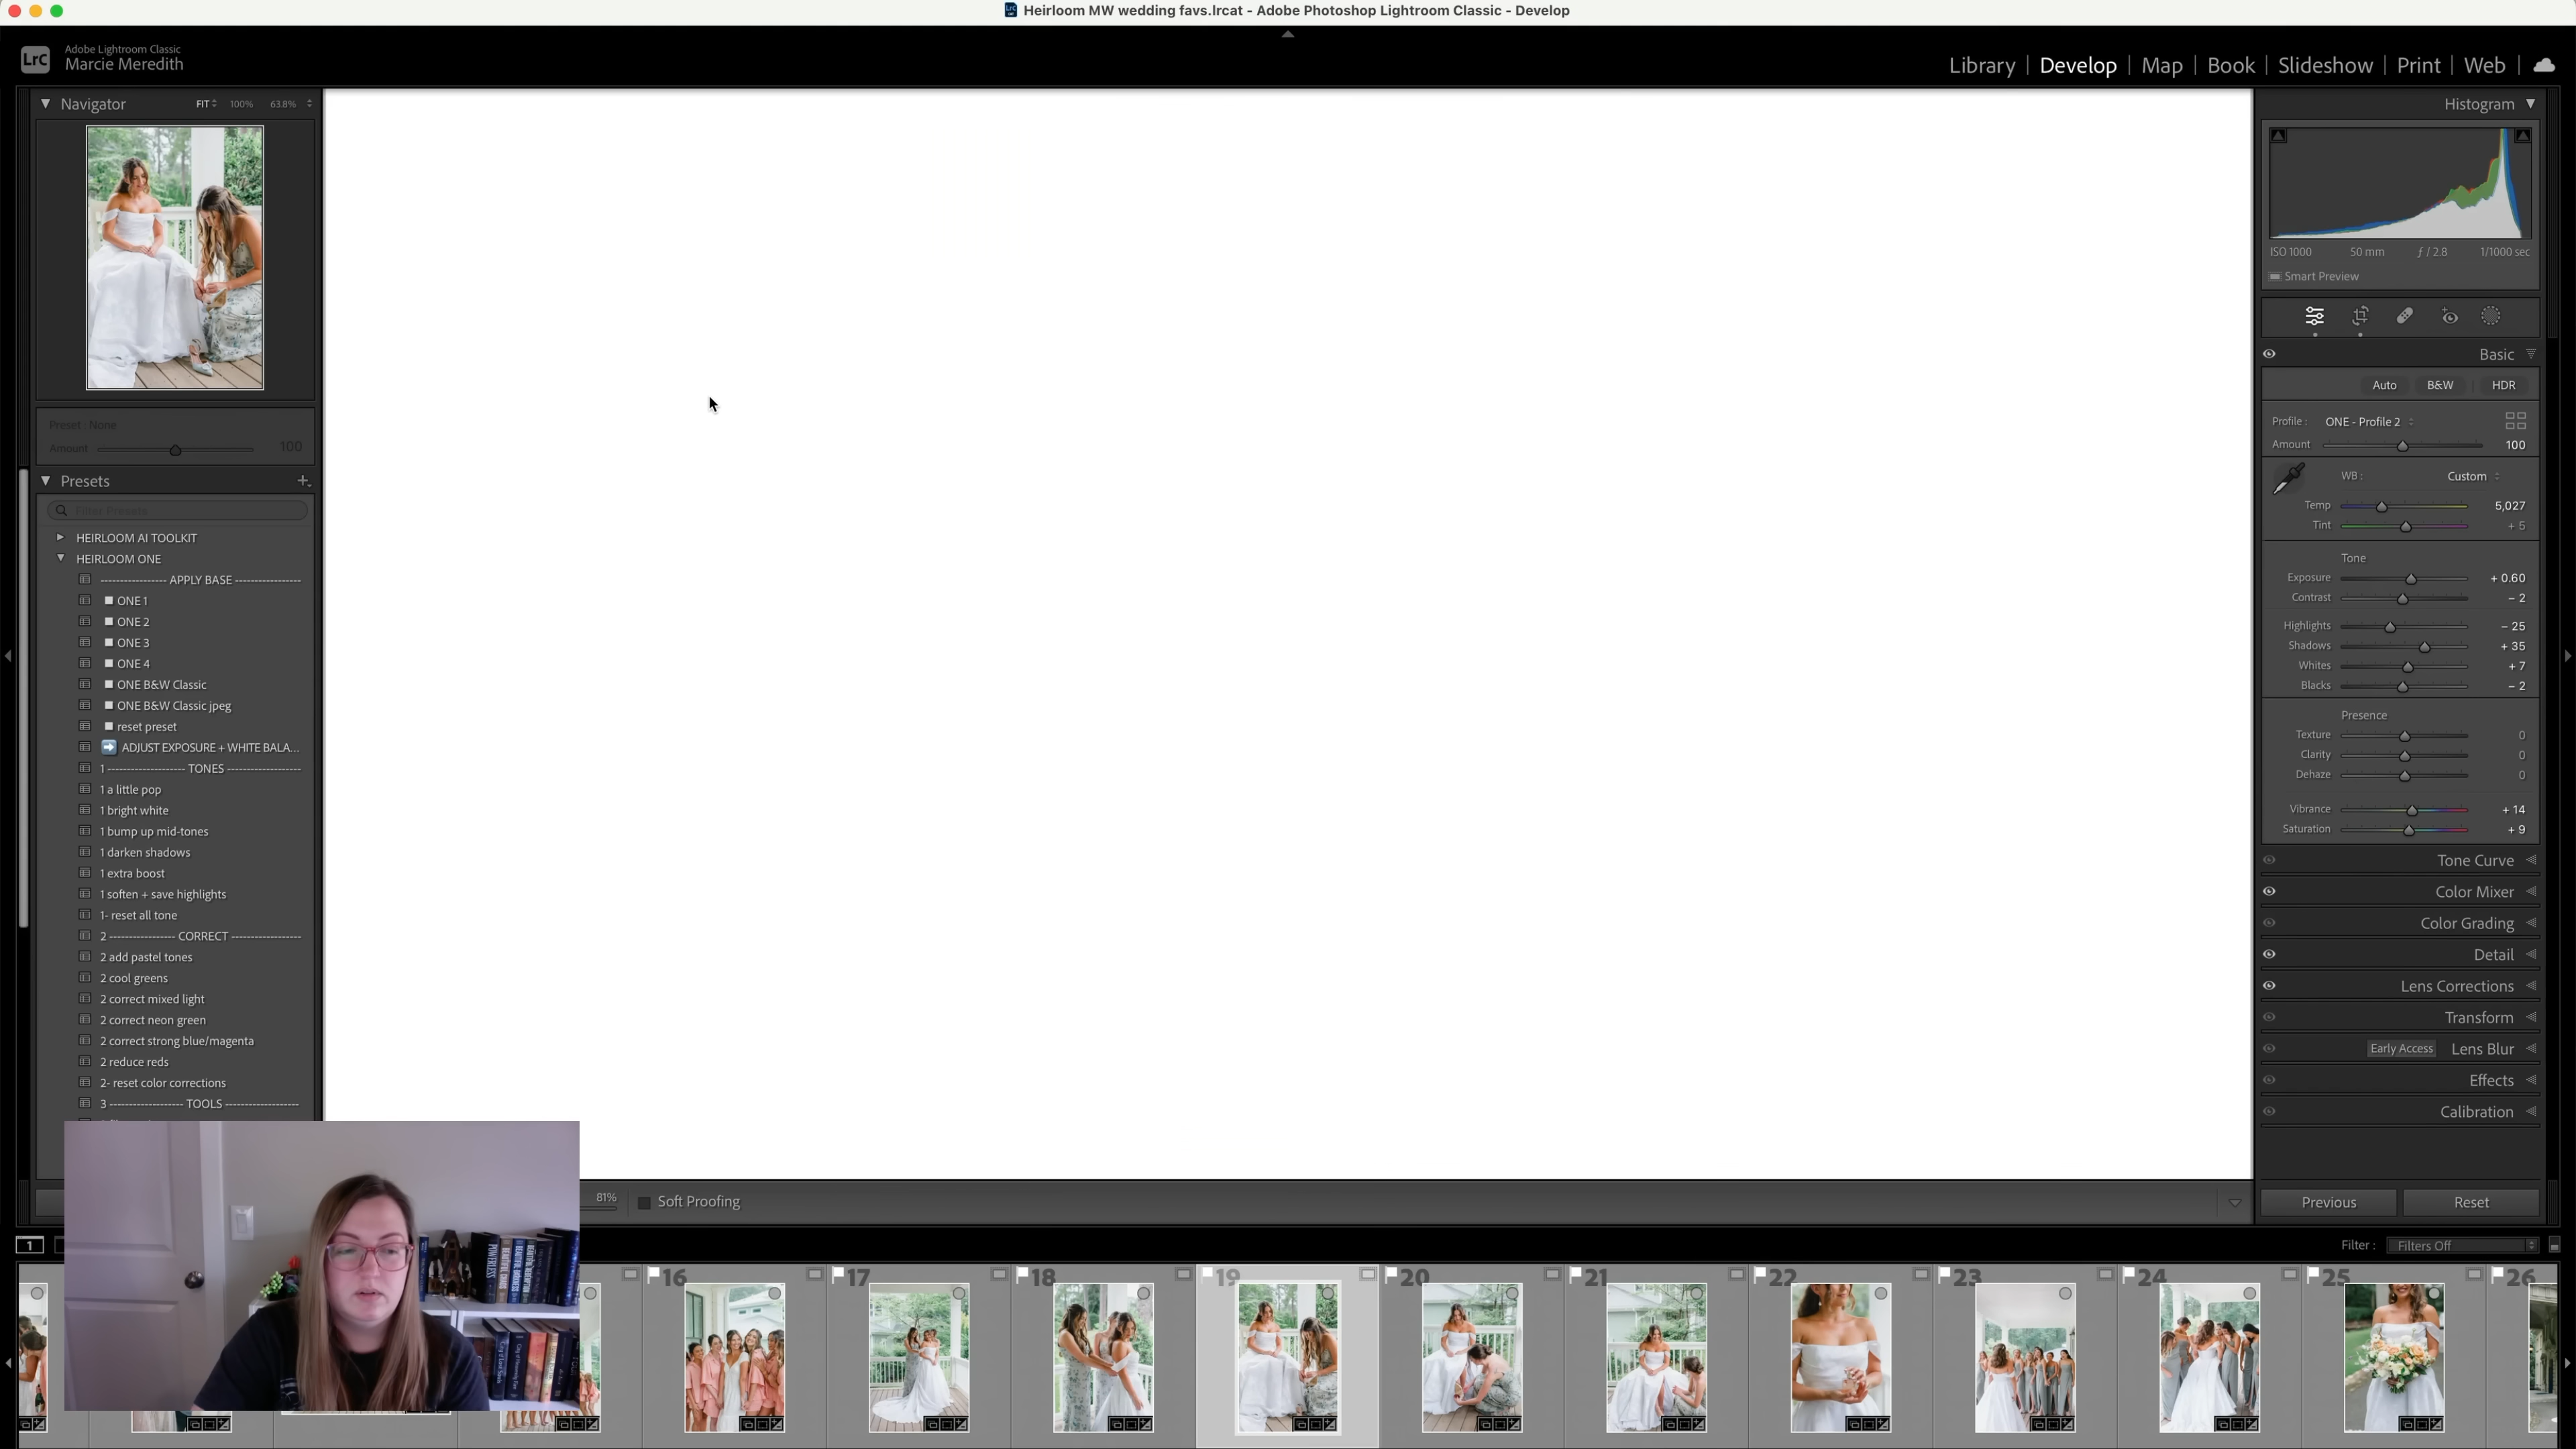 Heirloom MW wedding favs.lrcat - Adobe Photoshop Lightroom Classic - Develop
LrC
Adobe Lightroom Classic
Marcie Meredith
Library | Develop | Map | Book | Slideshow | Print | Web
Navigator
FIT
100%
63.8%
Preset : None
Amount
100
Presets
Filter Presets
HEIRLOOM AI TOOLKIT
HEIRLOOM ONE
----------------- APPLY BASE -----------------
ONE 1
ONE 2
ONE 3
ONE 4
ONE B&W Classic
ONE B&W Classic jpeg
reset preset
ADJUST EXPOSURE + WHITE BALA...
1 -------------------- TONES -------------------
1 a little pop
1 bright white
1 bump up mid-tones
1 darken shadows
1 extra boost
1 soften + save highlights
1- reset all tone
2 ----------------- CORRECT ------------------
2 add pastel tones
2 cool greens
2 correct mixed light
2 correct neon green
2 correct strong blue/magenta
2 reduce reds
2- reset color corrections
3 -------------------- TOOLS -------------------
81%
Soft Proofing
Histogram
ISO 1000
50 mm
ƒ / 2.8
1/1000 sec
Smart Preview
Basic
Auto
B&W
HDR
Profile : ONE - Profile 2
Amount 100
WB : Custom
Temp 5,027
Tint + 5
Tone
Exposure + 0.60
Contrast – 2
Highlights – 25
Shadows + 35
Whites + 7
Blacks – 2
Presence
Texture 0
Clarity 0
Dehaze 0
Vibrance + 14
Saturation + 9
Tone Curve
Color Mixer
Color Grading
Detail
Lens Corrections
Transform
Early Access Lens Blur
Effects
Calibration
Previous
Reset
1
Filter : Filters Off
16
17
18
19
20
21
22
23
24
25
26
POWERLESS